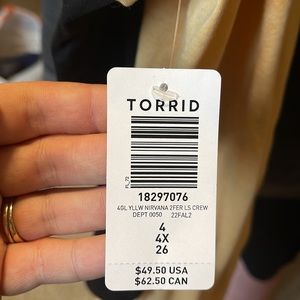 TORRID
FL_72
18297076
4GL YLLW NIRVANA 2FER LS CREW
DEPT 0050 22FAL2
4
4X
26
$49.50 USA
$62.50 CAN